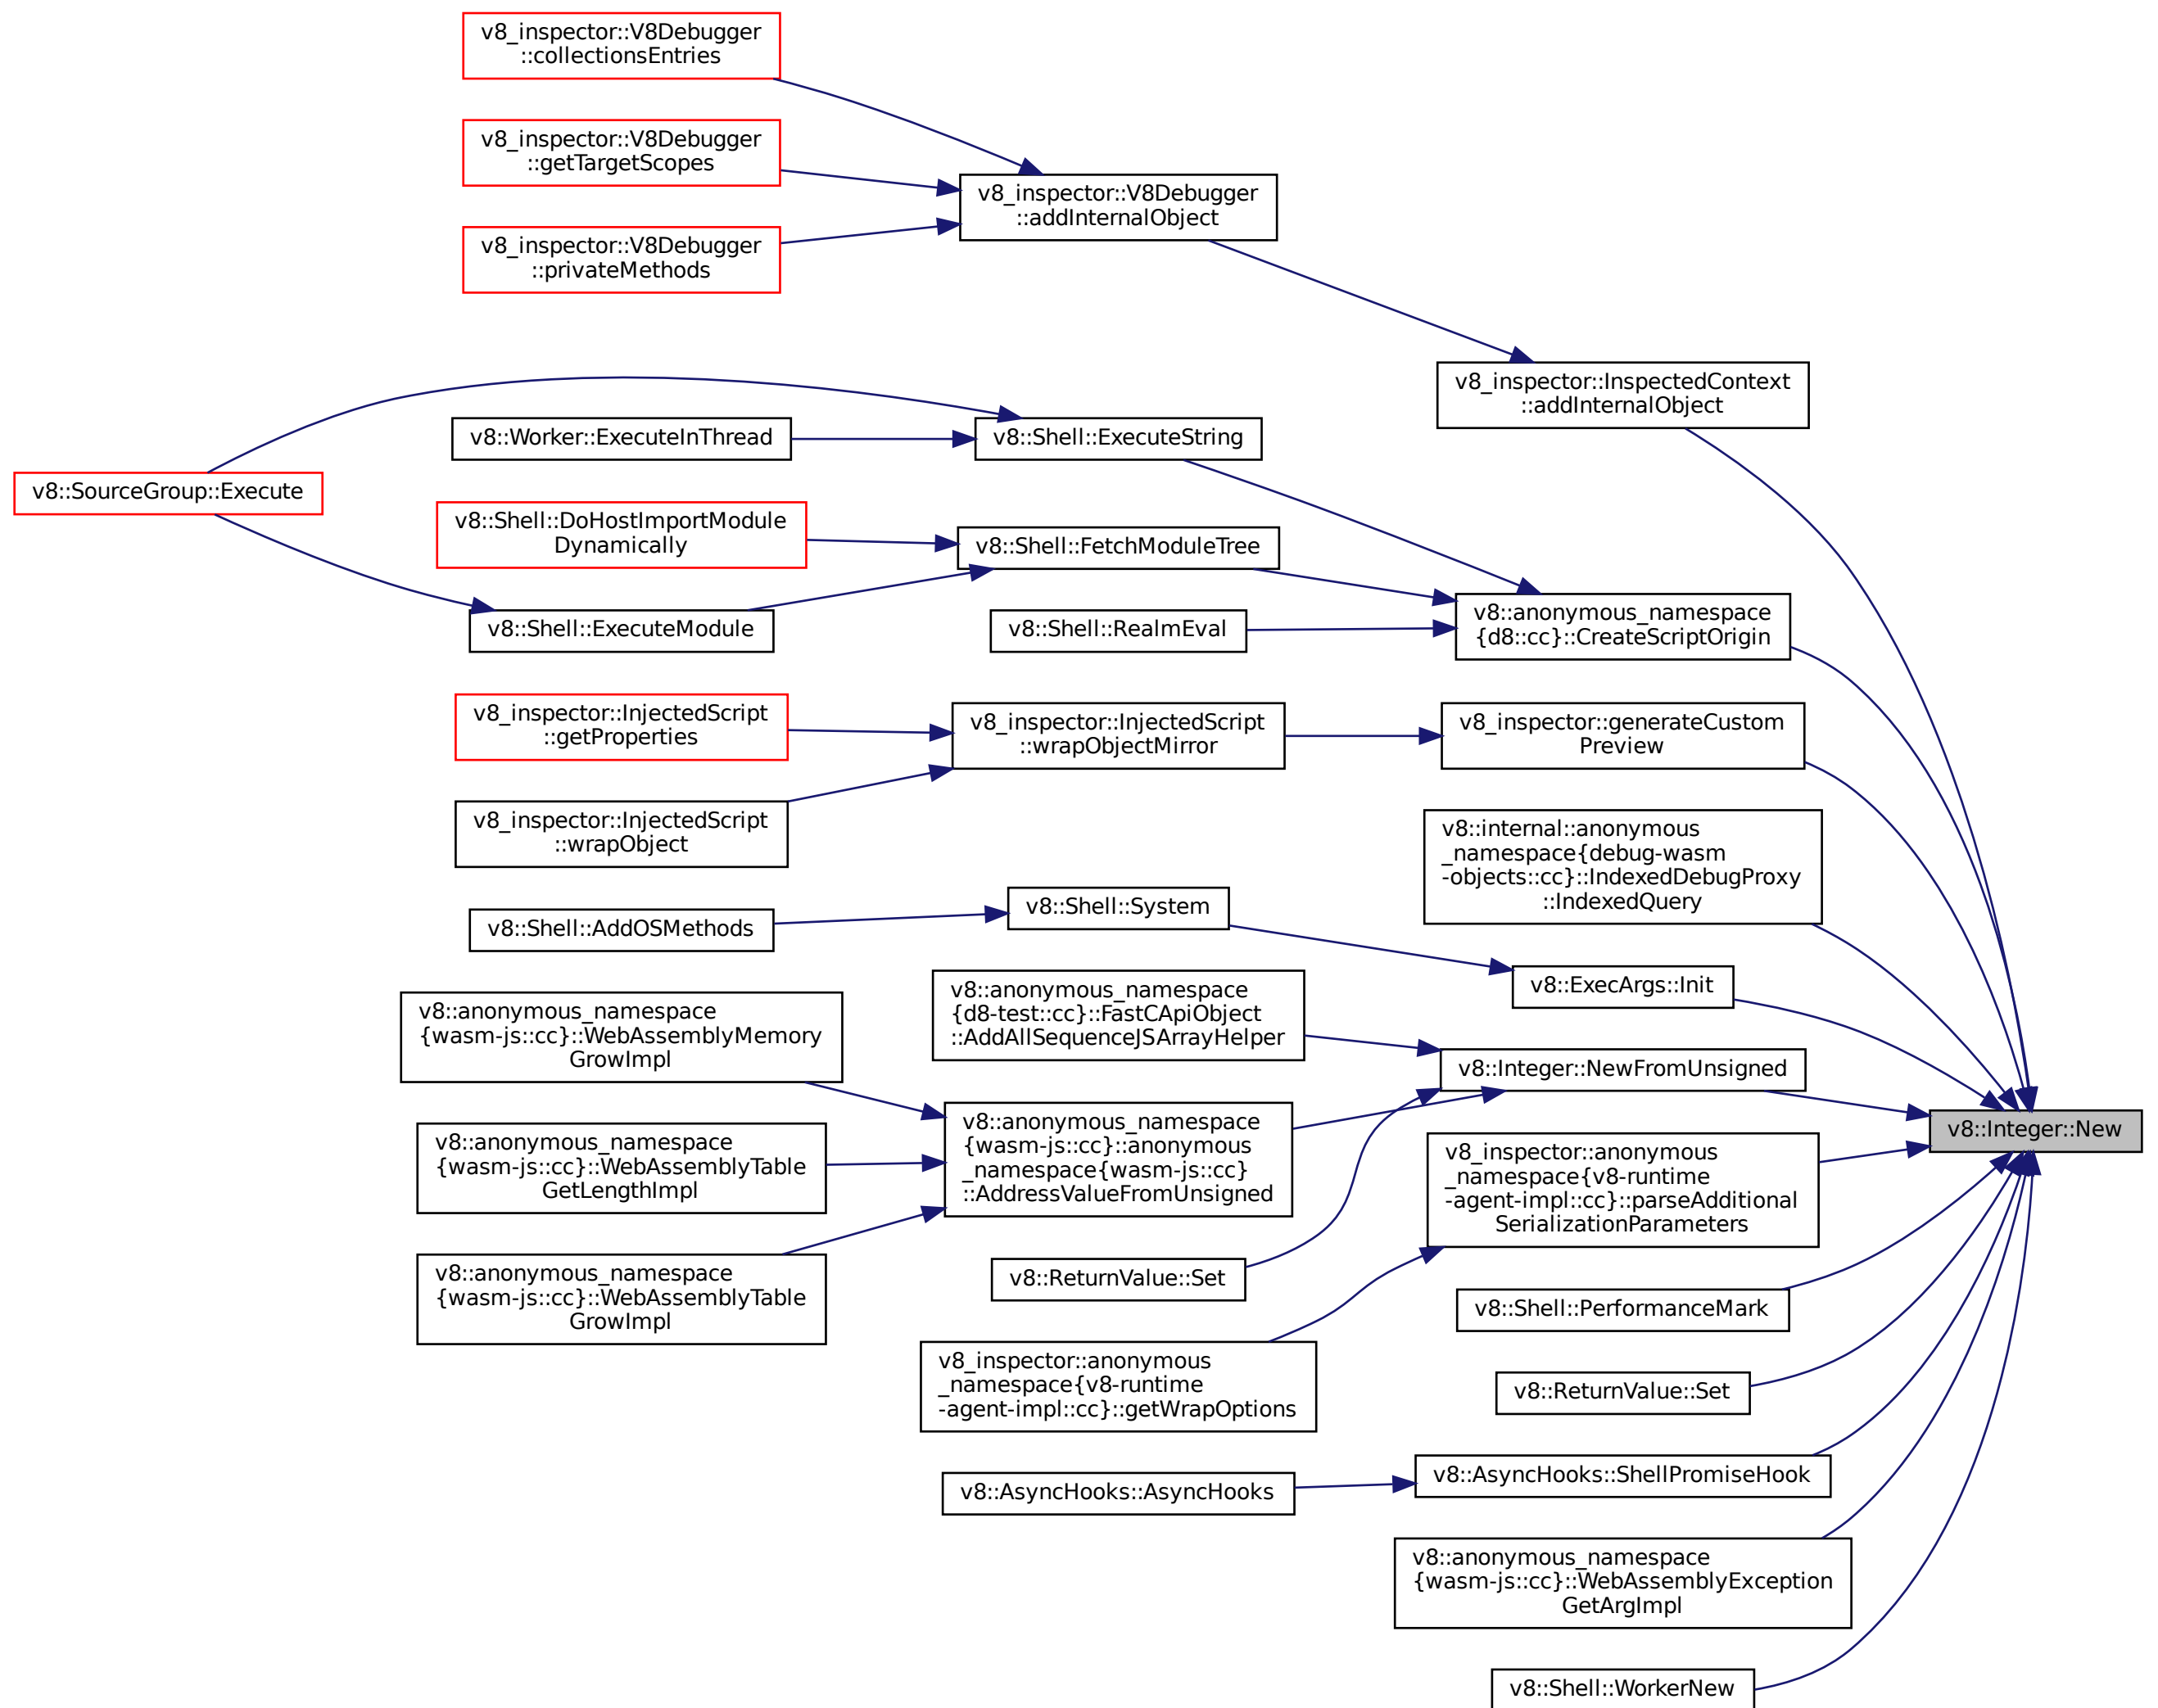 v8_inspector::V8Debugger
::collectionsEntries
v8_inspector::V8Debugger
::getTargetScopes
v8_inspector::V8Debugger
::privateMethods
v8_inspector::V8Debugger
::addInternalObject
v8_inspector::InspectedContext
::addInternalObject
v8::SourceGroup::Execute
v8::Worker::ExecuteInThread
v8::Shell::ExecuteString
v8::Shell::DoHostImportModule
Dynamically
v8::Shell::FetchModuleTree
v8::Shell::ExecuteModule
v8::Shell::RealmEval
v8::anonymous_namespace
{d8::cc}::CreateScriptOrigin
v8_inspector::InjectedScript
::getProperties
v8_inspector::InjectedScript
::wrapObjectMirror
v8_inspector::generateCustom
Preview
v8_inspector::InjectedScript
::wrapObject
v8::internal::anonymous
_namespace{debug-wasm
-objects::cc}::IndexedDebugProxy
::IndexedQuery
v8::Shell::AddOSMethods
v8::Shell::System
v8::ExecArgs::Init
v8::anonymous_namespace
{d8-test::cc}::FastCApiObject
::AddAllSequenceJSArrayHelper
v8::anonymous_namespace
{wasm-js::cc}::WebAssemblyMemory
GrowImpl
v8::Integer::NewFromUnsigned
v8::Integer::New
v8::anonymous_namespace
{wasm-js::cc}::WebAssemblyTable
GetLengthImpl
v8::anonymous_namespace
{wasm-js::cc}::anonymous
_namespace{wasm-js::cc}
::AddressValueFromUnsigned
v8_inspector::anonymous
_namespace{v8-runtime
-agent-impl::cc}::parseAdditional
SerializationParameters
v8::anonymous_namespace
{wasm-js::cc}::WebAssemblyTable
GrowImpl
v8::ReturnValue::Set
v8::Shell::PerformanceMark
v8_inspector::anonymous
_namespace{v8-runtime
-agent-impl::cc}::getWrapOptions
v8::ReturnValue::Set
v8::AsyncHooks::AsyncHooks
v8::AsyncHooks::ShellPromiseHook
v8::anonymous_namespace
{wasm-js::cc}::WebAssemblyException
GetArgImpl
v8::Shell::WorkerNew